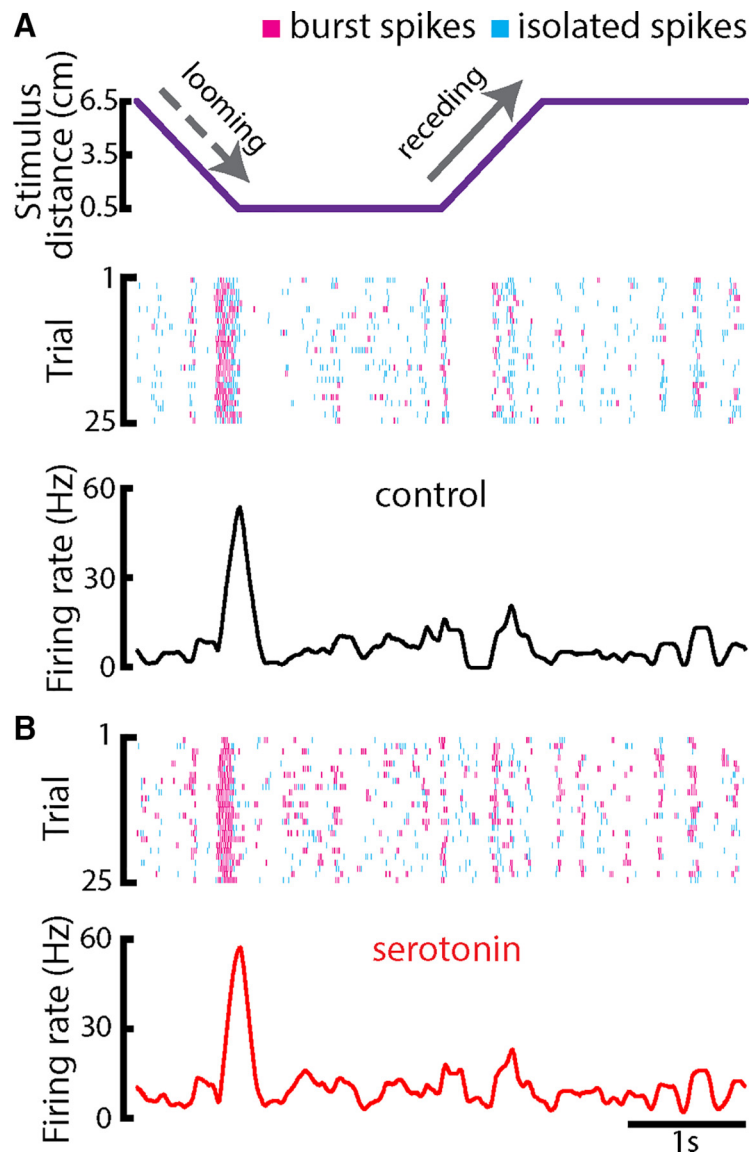 A
burst spikes isolated spikes
Stimulus
distance (cm)
6.5
3.5
0.5
looming
receding
Trial
1
25
Firing rate (Hz)
60
30
0
control
B
Trial
1
25
Firing rate (Hz)
60
30
0
serotonin
1s